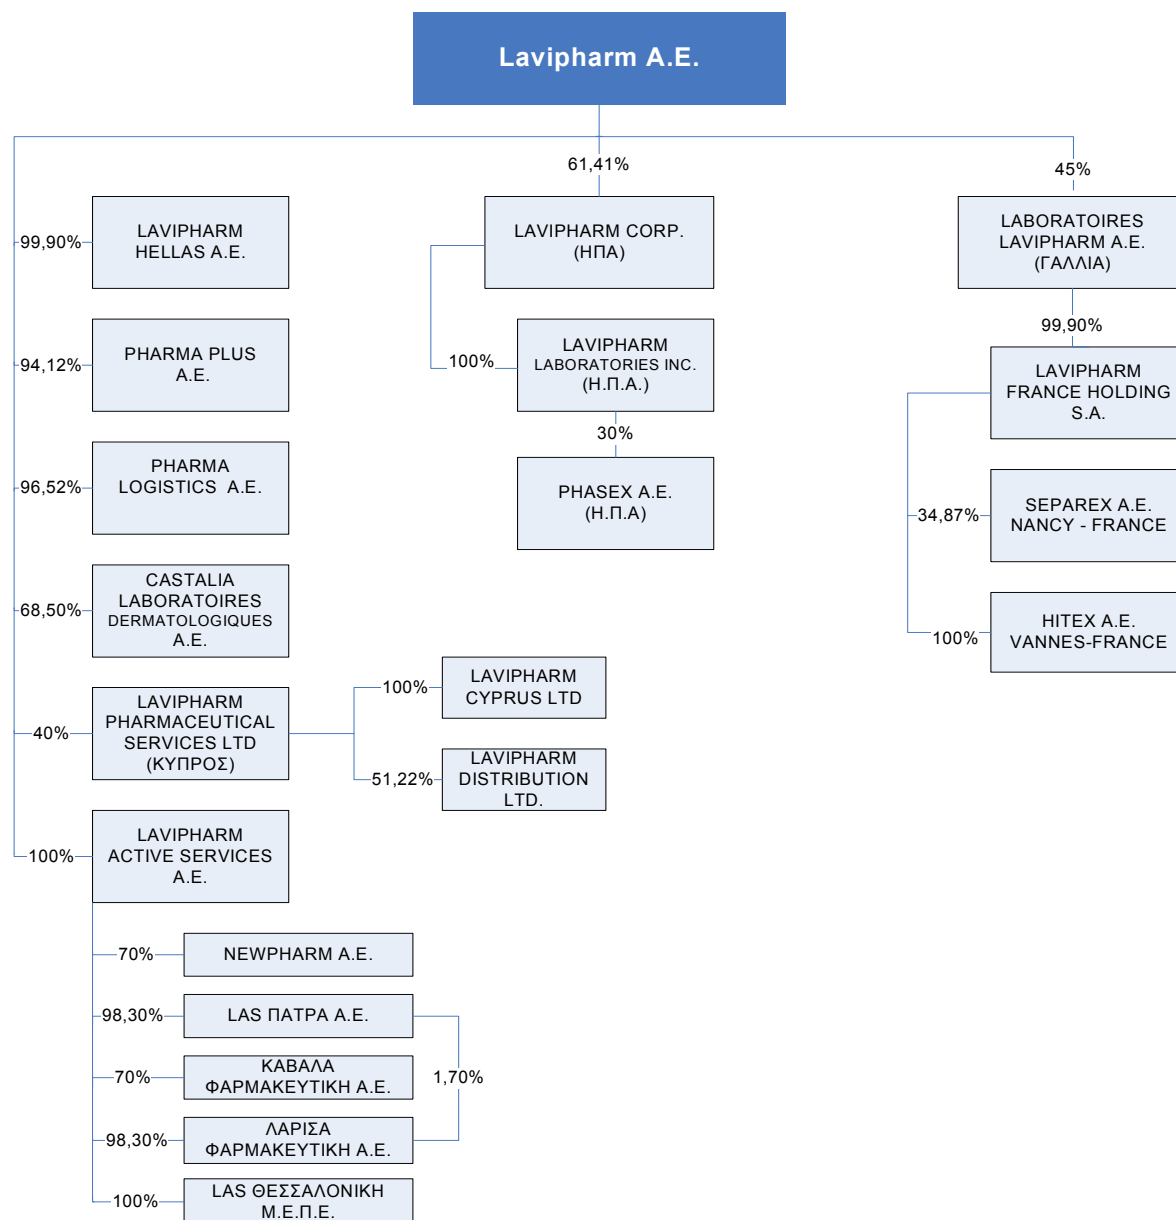 Lavipharm A.E.
61,41%
45%
99,90%
LAVIPHARM
HELLAS A.E.
LAVIPHARM CORP.
(ΗΠΑ)
LABORATOIRES
LAVIPHARM A.E.
(ΓΑΛΛΙΑ)
99,90%
94,12%
PHARMA PLUS
A.E.
100%
LAVIPHARM
LABORATORIES INC.
(Η.Π.Α.)
LAVIPHARM
FRANCE HOLDING
S.A.
30%
96,52%
PHARMA
LOGISTICS A.E.
PHASEX A.E.
(Η.Π.Α)
34,87%
SEPAREX A.E.
NANCY - FRANCE
68,50%
CASTALIA
LABORATOIRES
DERMATOLOGIQUES
A.E.
100%
HITEX A.E.
VANNES-FRANCE
40%
LAVIPHARM
PHARMACEUTICAL
SERVICES LTD
(ΚΥΠΡΟΣ)
100%
LAVIPHARM
CYPRUS LTD
51,22%
LAVIPHARM
DISTRIBUTION
LTD.
100%
LAVIPHARM
ACTIVE SERVICES
A.E.
70%
NEWPHARM A.E.
98,30%
LAS ΠΑΤΡΑ Α.Ε.
70%
ΚΑΒΑΛΑ
ΦΑΡΜΑΚΕΥΤΙΚΗ Α.Ε.
1,70%
98,30%
ΛΑΡΙΣΑ
ΦΑΡΜΑΚΕΥΤΙΚΗ Α.Ε.
100%
LAS ΘΕΣΣΑΛΟΝΙΚΗ
Μ.Ε.Π.Ε.